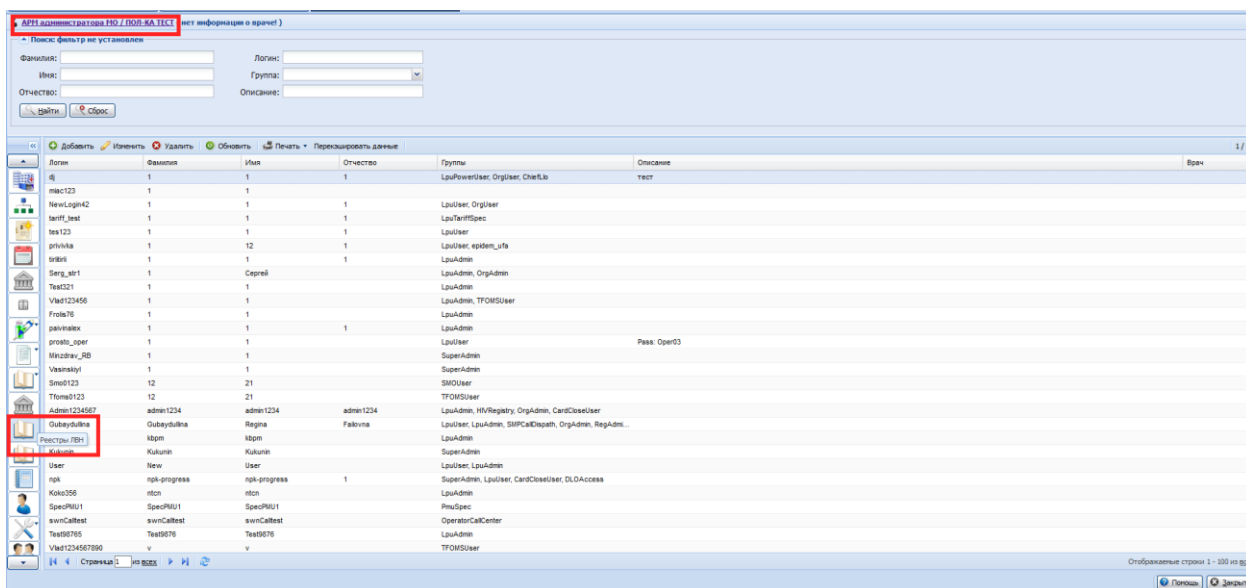 АРМ администратора МО / ПОЛ-КА ТЕСТ нет информации о враче! )
Поиск: фильтр не установлен
Фамилия: Логин:
Имя: Группа:
Отчество: Описание:
Найти Сброс
Добавить Изменить Удалить Обновить Печать Перекэшировать данные 1/
Логин Фамилия Имя Отчество Группы Описание Врач
dj 1 1 1 LpuPowerUser, OrgUser, ChiefLlo тест
miac123 1 1
NewLogin42 1 1 1 LpuUser, OrgUser
tariff_test 1 1 1 LpuTariffSpec
tes123 1 1 1 LpuUser
privivka 1 12 1 LpuUser, epidem_ufa
1 1 1 LpuAdmin
Serg_str1 1 Сергей LpuAdmin, OrgAdmin
Test321 1 1 LpuAdmin
Vlad123456 1 1 LpuAdmin, TFOMSUser
Frolis76 1 1 LpuAdmin
paivinalex 1 1 1 LpuAdmin
prosto_oper 1 1 LpuUser Pass: Oper03
Minzdrav_RB 1 1 SuperAdmin
Vasinskiyl 1 1 SuperAdmin
Smo0123 12 21 SMOUser
Tfoms0123 12 21 TFOMSUser
Admin1234567 admin1234 admin1234 admin1234 LpuAdmin, HIVRegistry, OrgAdmin, CardCloseUser
Gubaydullina Gubaydullina Regina Failovna LpuUser, LpuAdmin, SMPCallDispath, OrgAdmin, RegAdmi...
Реестры ЛВН kbpm kbpm LpuAdmin
Kukunin Kukunin Kukunin SuperAdmin
User New User LpuUser, LpuAdmin
npk npk-progress npk-progress 1 SuperAdmin, LpuUser, CardCloseUser, DLOAccess
Koko356 ntcn ntcn LpuAdmin
SpecPMU1 SpecPMU1 SpecPMU1 PmuSpec
swnCalltest swnCalltest swnCalltest OperatorCallCenter
Test98765 Test9876 Test9876 LpuAdmin
Vlad1234567890 v v TFOMSUser
Страница 1 из всех Отображаемые строки 1 - 100 из
Помощь Закрыть